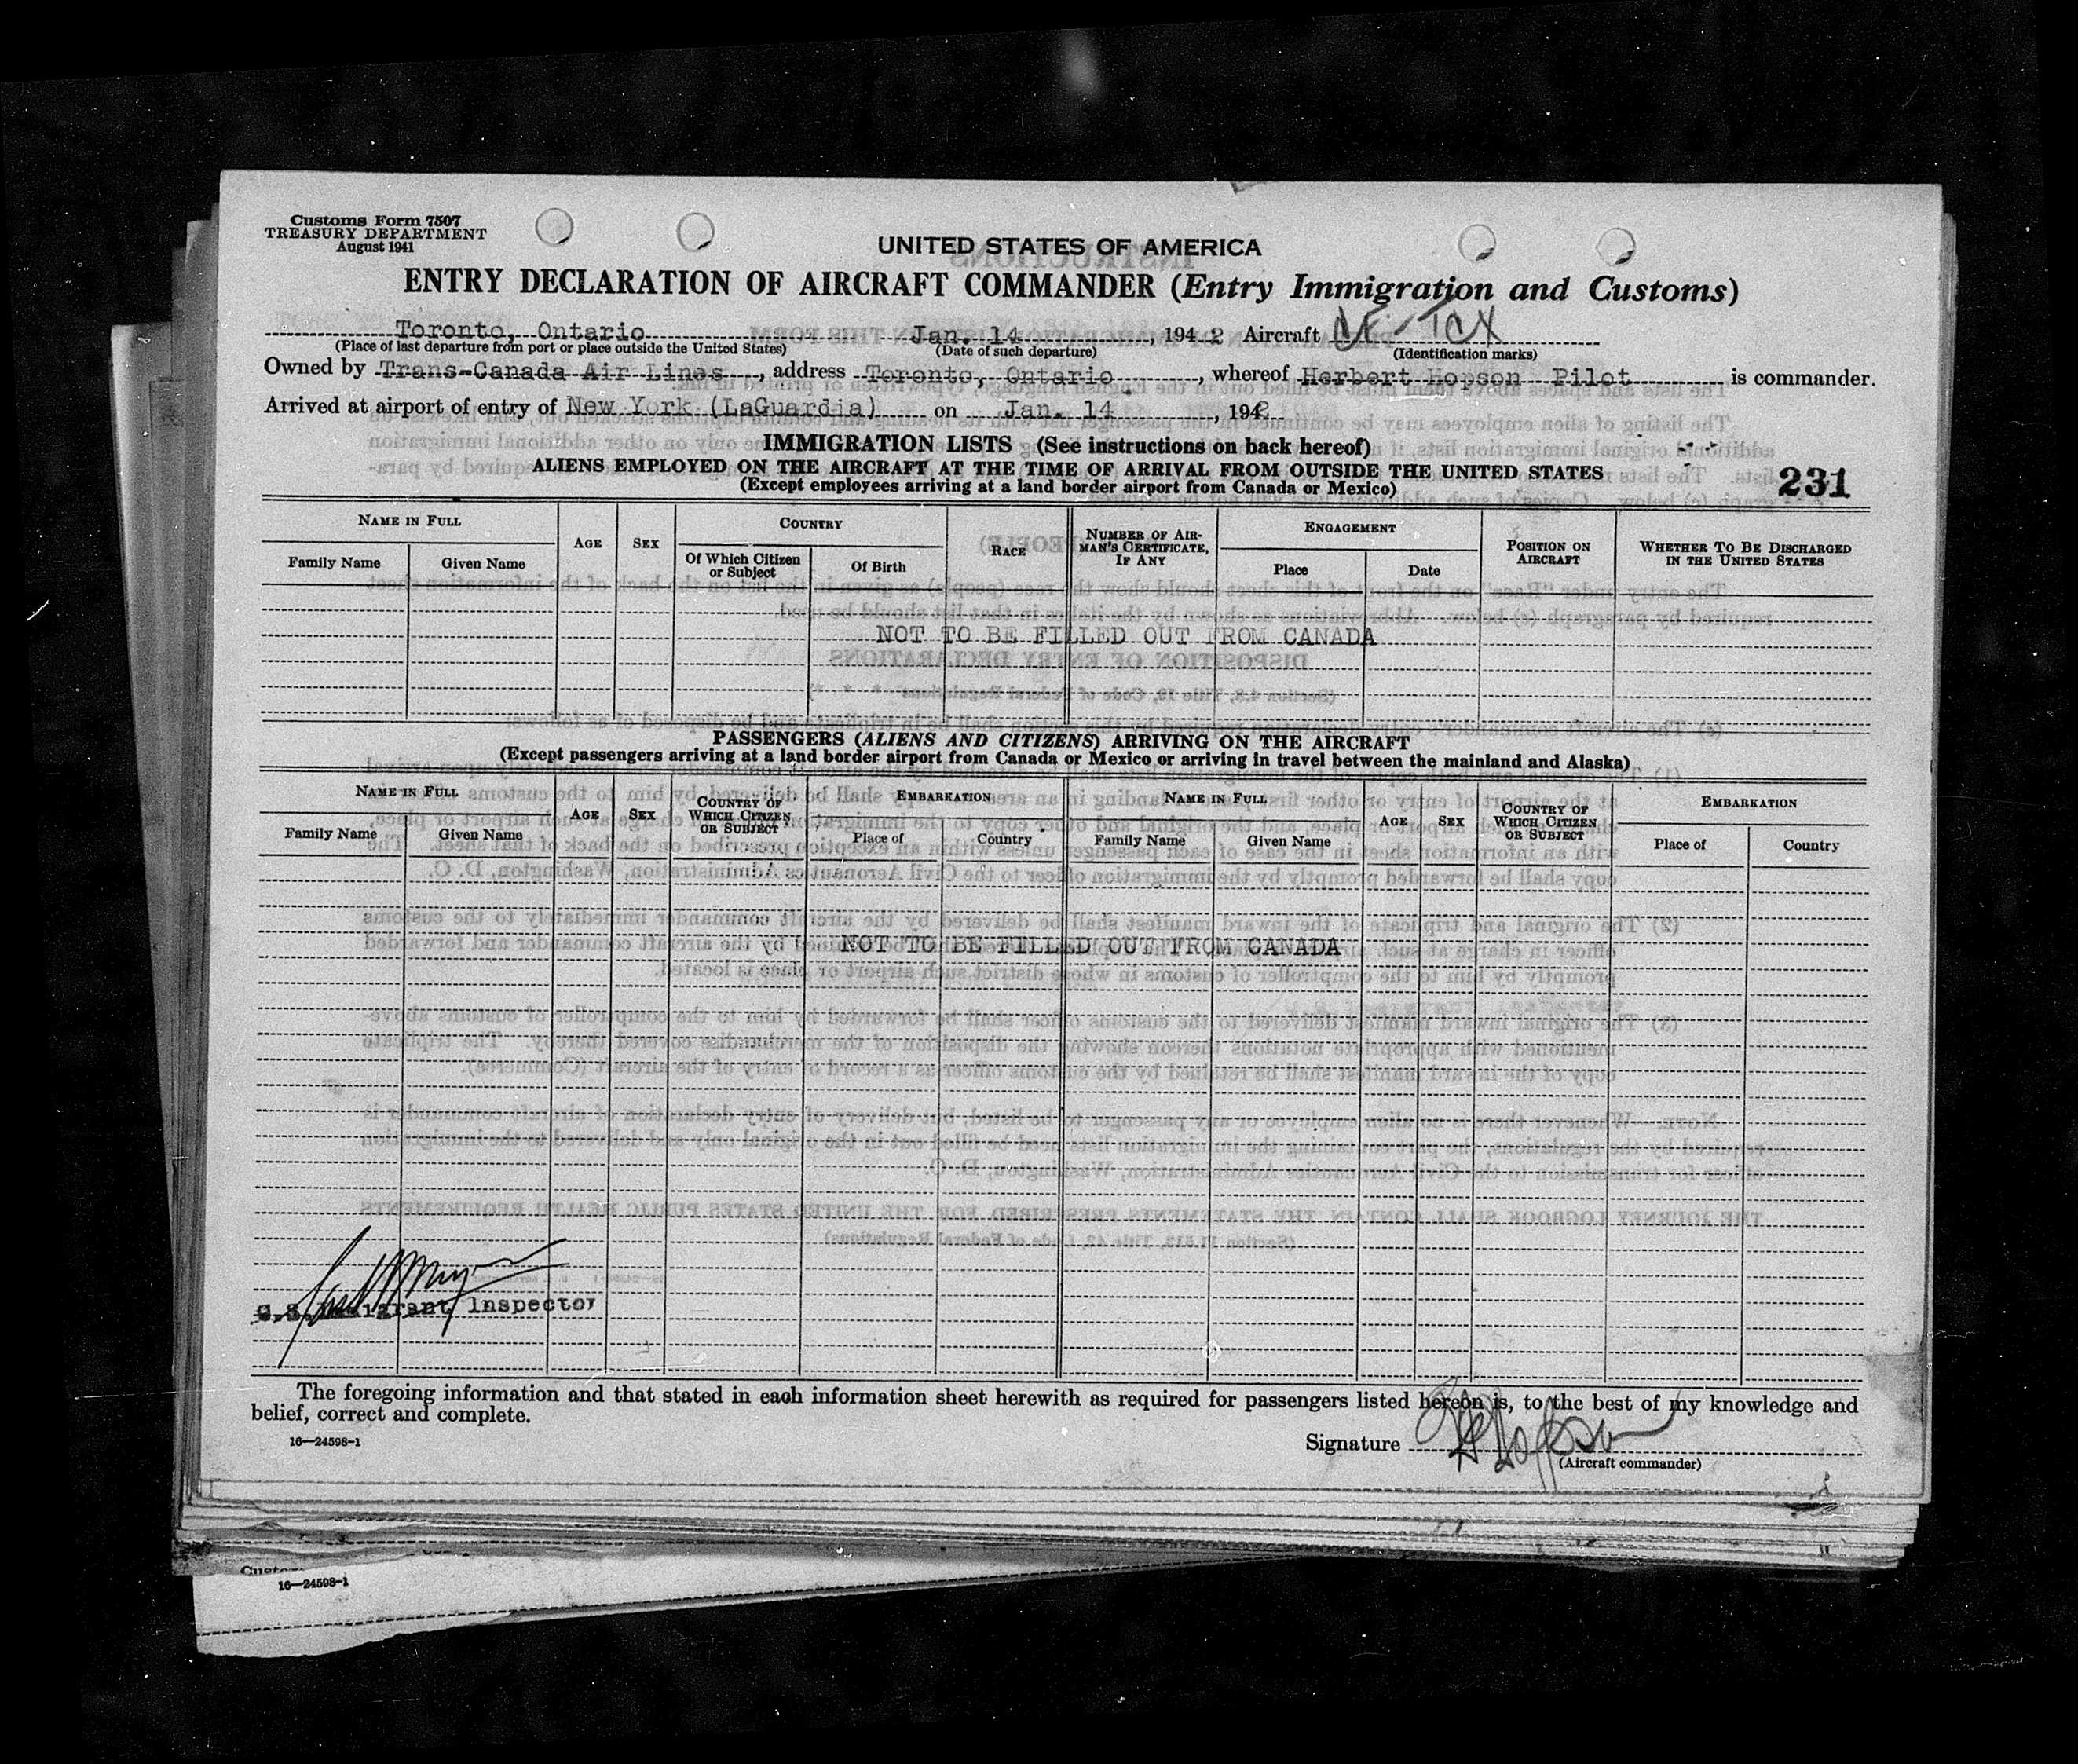 Customs Form 7507
TREASURY DEPARTMENT
August 1941
UNITED STATES OF AMERICA
ENTRY DECLARATION OF AIRCRAFT COMMANDER (Entry Immigration and Customs)
Toronto, Ontario Jan. 14, 1942 Aircraft CF-TCX
(Place of last departure from port or place outside the United States) (Date of such departure) (Identification marks)
Owned by Trans-Canada Air Lines, address Toronto, Ontario, whereof Herbert Hopson Pilot is commander.
Arrived at airport of entry of New York (LaGuardia) on Jan. 14, 1942
IMMIGRATION LISTS (See instructions on back hereof)
ALIENS EMPLOYED ON THE AIRCRAFT AT THE TIME OF ARRIVAL FROM OUTSIDE THE UNITED STATES
(Except employees arriving at a land border airport from Canada or Mexico)
231
NAME IN FULL AGE SEX COUNTRY RACE NUMBER OF AIRMAN'S CERTIFICATE, IF ANY ENGAGEMENT POSITION ON AIRCRAFT WHETHER TO BE DISCHARGED IN THE UNITED STATES
Family Name Given Name Of Which Citizen or Subject Of Birth Place Date
NOT TO BE FILLED OUT FROM CANADA
PASSENGERS (ALIENS AND CITIZENS) ARRIVING ON THE AIRCRAFT
(Except passengers arriving at a land border airport from Canada or Mexico or arriving in travel between the mainland and Alaska)
NAME IN FULL AGE SEX COUNTRY OF WHICH CITIZEN OR SUBJECT EMBARKATION NAME IN FULL AGE SEX COUNTRY OF WHICH CITIZEN OR SUBJECT EMBARKATION
Family Name Given Name Place of Country Family Name Given Name Place of Country
NOT TO BE FILLED OUT FROM CANADA
Immigrant Inspector
The foregoing information and that stated in each information sheet herewith as required for passengers listed hereon is, to the best of my knowledge and
belief, correct and complete.
16—24598-1
Signature H Hopson
(Aircraft commander)
16—24598-1